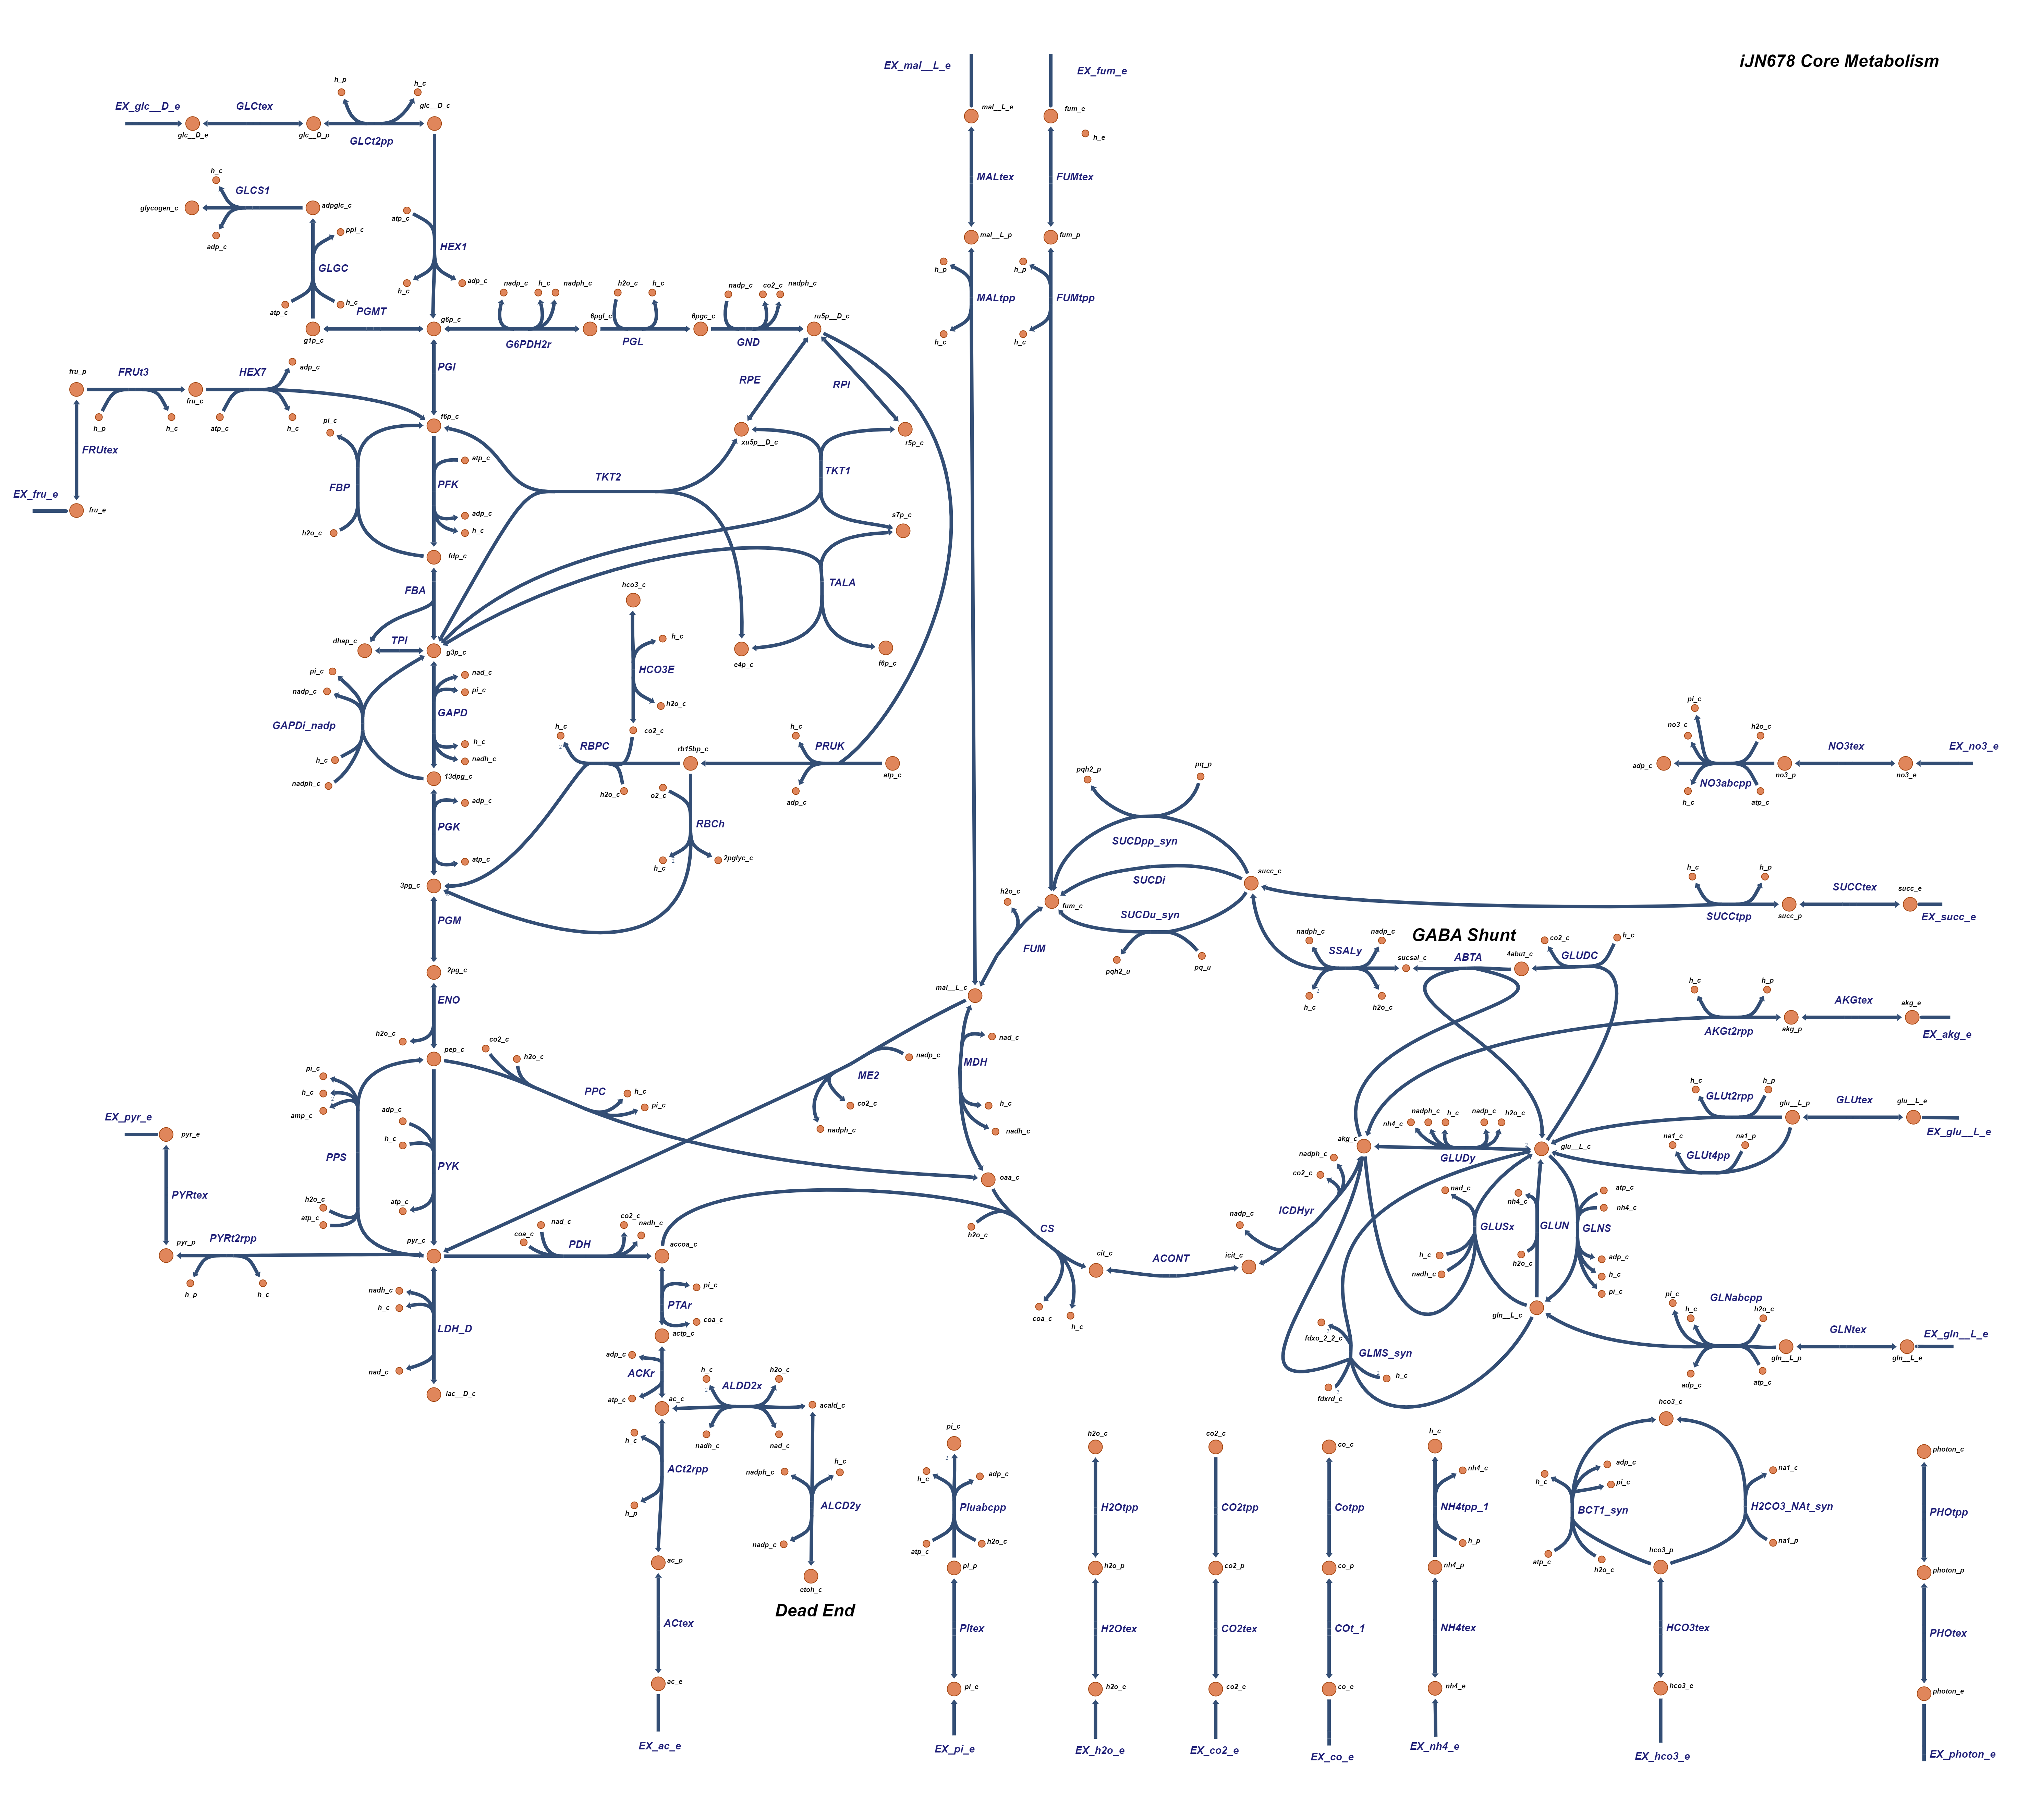 iJN678 Core Metabolism
EX_mal__L_e
EX_fum_e
mal__L_e
fum_e
h_e
MALtex
FUMtex
mal__L_p
fum_p
h_p
h_p
MALtpp
FUMtpp
h_c
h_c
h_p
h_c
EX_glc__D_e
GLCtex
glc__D_c
glc__D_e
glc__D_p
GLCt2pp
h_c
GLCS1
glycogen_c
adpglc_c
adp_c
ppi_c
GLGC
atp_c
h_c
PGMT
g1p_c
atp_c
HEX1
h_c
adp_c
g6p_c
nadp_c
h_c
nadph_c
G6PDH2r
6pgl_c
h2o_c
h_c
PGL
6pgc_c
nadp_c
co2_c
nadph_c
GND
ru5p__D_c
PGI
RPE
RPI
fru_p
FRUt3
h_p
h_c
fru_c
HEX7
adp_c
atp_c
h_c
FRUtex
EX_fru_e
fru_e
f6p_c
pi_c
FBP
h2o_c
atp_c
PFK
adp_c
h_c
fdp_c
TKT2
xu5p__D_c
r5p_c
TKT1
s7p_c
TALA
e4p_c
f6p_c
FBA
dhap_c
TPI
g3p_c
pi_c
nadp_c
GAPDi_nadp
h_c
nadph_c
nad_c
pi_c
GAPD
h_c
nadh_c
13dpg_c
hco3_c
h_c
HCO3E
h2o_c
co2_c
h_c
2
RBPC
h2o_c
rb15bp_c
h_c
PRUK
adp_c
atp_c
o2_c
RBCh
h_c
2
2pglyc_c
adp_c
PGK
atp_c
3pg_c
PGM
2pg_c
ENO
h2o_c
pep_c
pi_c
h_c
2
amp_c
PPS
h2o_c
atp_c
adp_c
h_c
PYK
atp_c
pyr_c
EX_pyr_e
pyr_e
PYRtex
pyr_p
PYRt2rpp
h_p
h_c
co2_c
h2o_c
PPC
h_c
pi_c
nadh_c
h_c
LDH_D
nad_c
lac__D_c
coa_c
nad_c
PDH
co2_c
nadh_c
accoa_c
pi_c
PTAr
coa_c
actp_c
adp_c
ACKr
atp_c
ac_c
h_c
2
ALDD2x
h2o_c
nadh_c
nad_c
acald_c
h_c
ACt2rpp
h_p
ac_p
ACtex
ac_e
EX_ac_e
nadph_c
h_c
ALCD2y
nadp_c
etoh_c
Dead End
pqh2_p
pq_p
SUCDpp_syn
SUCDi
SUCDu_syn
pqh2_u
pq_u
succ_c
fum_c
h2o_c
FUM
mal__L_c
nadp_c
ME2
co2_c
nadph_c
nad_c
MDH
h_c
nadh_c
oaa_c
h2o_c
CS
coa_c
h_c
cit_c
ACONT
icit_c
nadp_c
ICDHyr
co2_c
nadph_c
akg_c
GABA Shunt
nadph_c
nadp_c
SSALy
h_c
2
h2o_c
sucsal_c
ABTA
4abut_c
co2_c
GLUDC
h_c
nh4_c
nadph_c
h_c
nadp_c
h2o_c
GLUDy
2
glu__L_c
nad_c
GLUSx
h_c
nadh_c
nh4_c
GLUN
h2o_c
atp_c
nh4_c
GLNS
adp_c
h_c
pi_c
gln__L_c
2
fdxo_2_2_c
GLMS_syn
2
h_c
fdxrd_c
2
pi_c
no3_c
h2o_c
adp_c
h_c
atp_c
NO3abcpp
no3_p
NO3tex
no3_e
EX_no3_e
h_c
h_p
SUCCtpp
succ_p
SUCCtex
succ_e
EX_succ_e
h_c
h_p
AKGt2rpp
akg_p
AKGtex
akg_e
EX_akg_e
h_c
h_p
GLUt2rpp
glu__L_p
GLUtex
glu__L_e
EX_glu__L_e
na1_c
na1_p
GLUt4pp
pi_c
h_c
h2o_c
GLNabcpp
adp_c
atp_c
gln__L_p
GLNtex
gln__L_e
EX_gln__L_e
pi_c
2
h_c
adp_c
PIuabcpp
atp_c
h2o_c
pi_p
PItex
pi_e
EX_pi_e
h2o_c
H2Otpp
h2o_p
H2Otex
h2o_e
EX_h2o_e
co2_c
CO2tpp
co2_p
CO2tex
co2_e
EX_co2_e
co_c
Cotpp
co_p
COt_1
co_e
EX_co_e
h_c
nh4_c
NH4tpp_1
h_p
nh4_p
NH4tex
nh4_e
EX_nh4_e
hco3_c
h_c
adp_c
pi_c
BCT1_syn
atp_c
h2o_c
na1_c
H2CO3_NAt_syn
na1_p
hco3_p
HCO3tex
hco3_e
EX_hco3_e
photon_c
PHOtpp
photon_p
PHOtex
photon_e
EX_photon_e